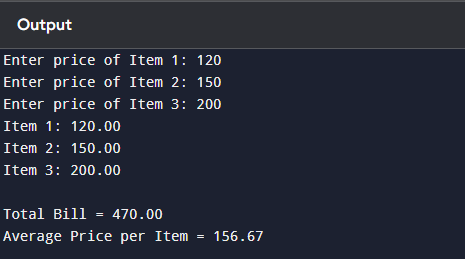 Output
Enter price of Item 1: 120
Enter price of Item 2: 150
Enter price of Item 3: 200
Item 1: 120.00
Item 2: 150.00
Item 3: 200.00
Total Bill = 470.00
Average Price per Item = 156.67